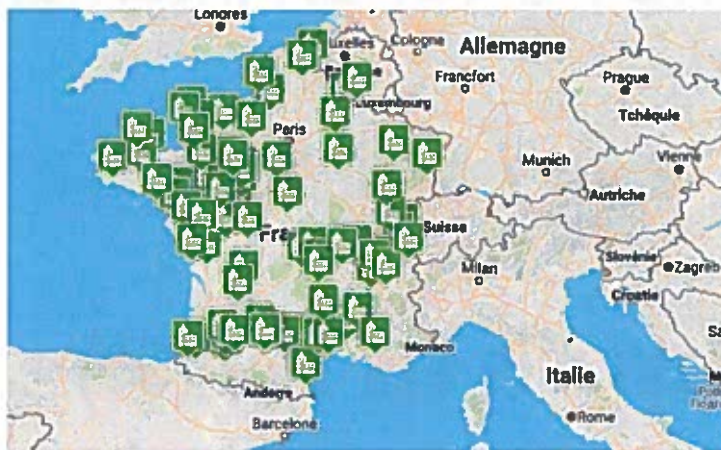 Londres
Cologne
Allemagne
Francfort
Prague
Tchéquie
Luxembourg
Paris
Munich
Vienne
Autriche
Suisse
Fra
Milan
Slovénie
Zagreb
Croatie
Monaco
Italie
Andorre
Barcelone
Rome